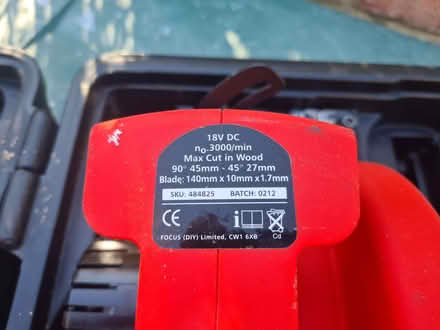 18V DC
n₀ 3000/min
Max Cut in Wood
90° 45mm - 45° 27mm
Blade: 140mm x 10mm x 1.7mm
SKU: 484825 BATCH: 0212
CE i Cd
FOCUS (DIY) Limited, CW1 6XB